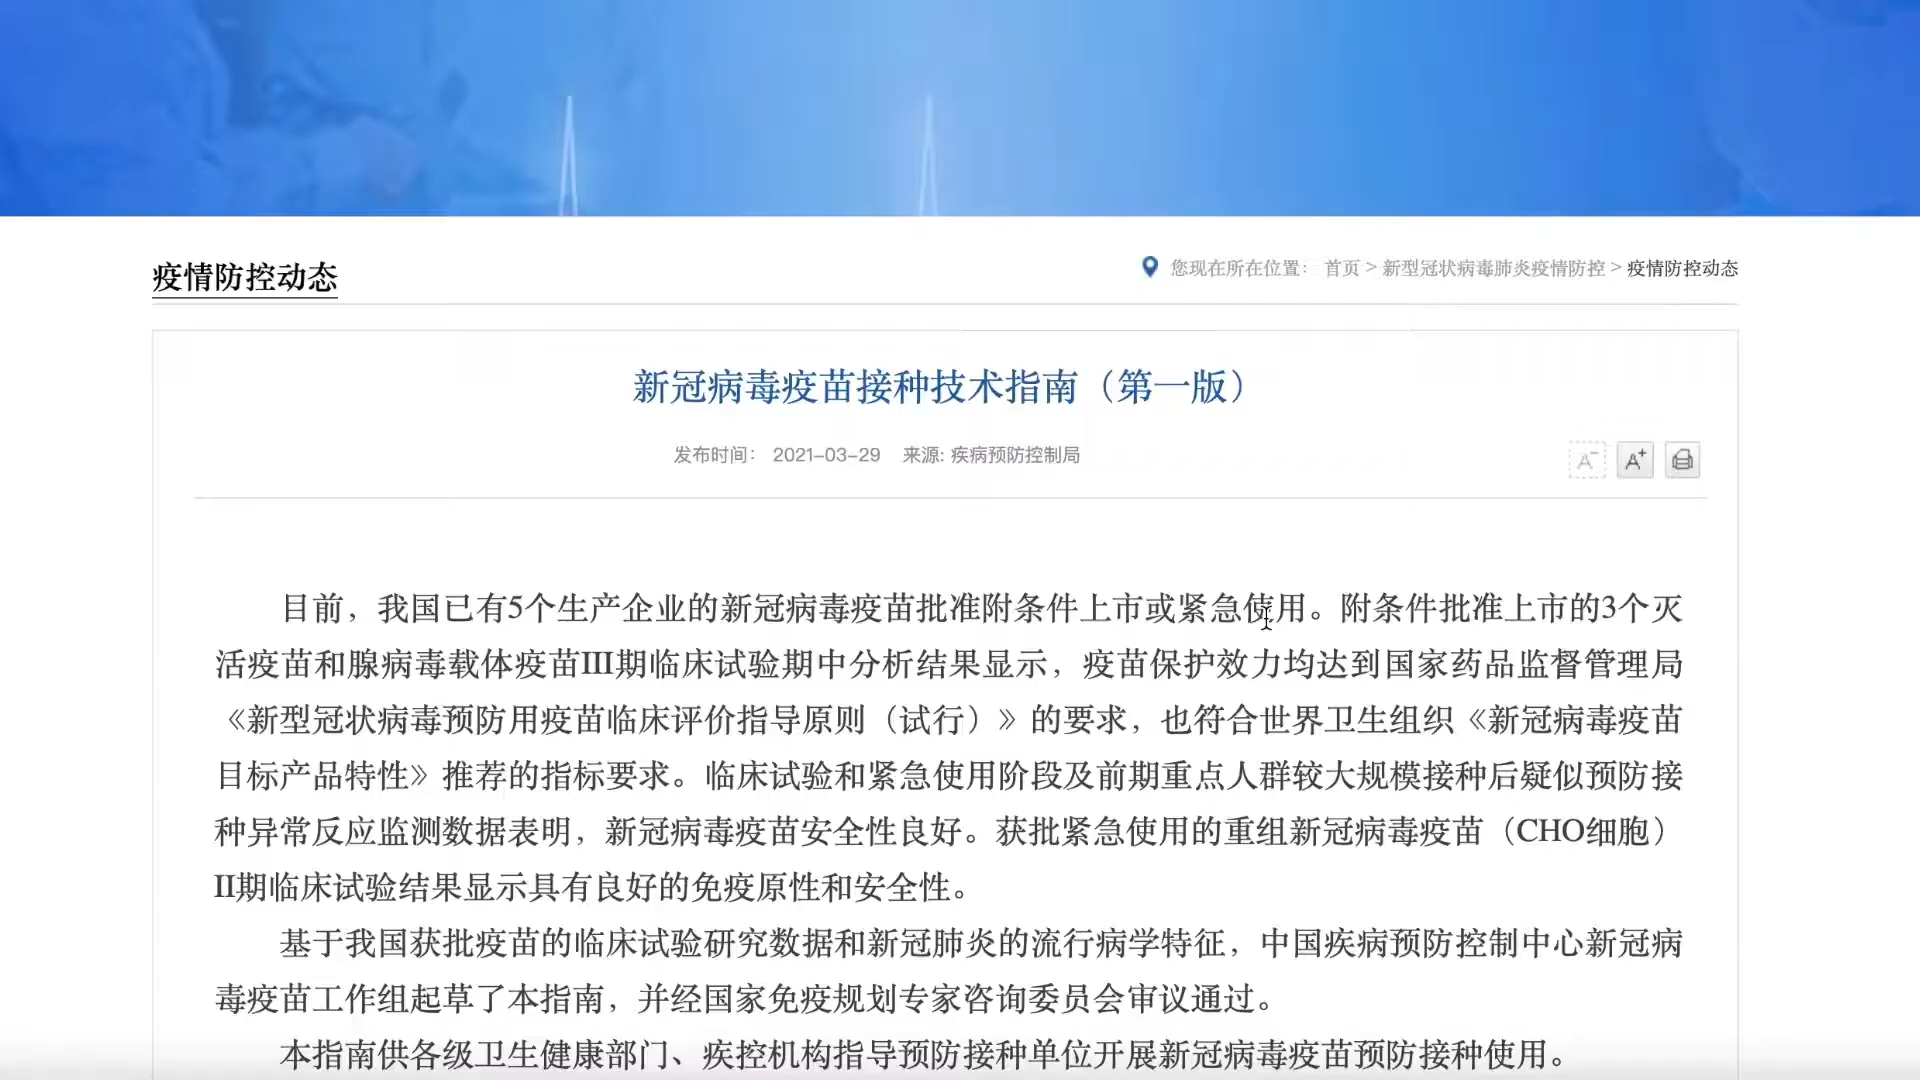 疫情防控动态
您现在所在位置： 首页 > 新型冠状病毒肺炎疫情防控 > 疫情防控动态
新冠病毒疫苗接种技术指南（第一版）
发布时间： 2021-03-29 来源: 疾病预防控制局
A− A+
目前，我国已有5个生产企业的新冠病毒疫苗批准附条件上市或紧急使用。附条件批准上市的3个灭
活疫苗和腺病毒载体疫苗III期临床试验期中分析结果显示，疫苗保护效力均达到国家药品监督管理局
《新型冠状病毒预防用疫苗临床评价指导原则（试行）》的要求，也符合世界卫生组织《新冠病毒疫苗
目标产品特性》推荐的指标要求。临床试验和紧急使用阶段及前期重点人群较大规模接种后疑似预防接
种异常反应监测数据表明，新冠病毒疫苗安全性良好。获批紧急使用的重组新冠病毒疫苗（CHO细胞）
II期临床试验结果显示具有良好的免疫原性和安全性。
基于我国获批疫苗的临床试验研究数据和新冠肺炎的流行病学特征，中国疾病预防控制中心新冠病
毒疫苗工作组起草了本指南，并经国家免疫规划专家咨询委员会审议通过。
本指南供各级卫生健康部门、疾控机构指导预防接种单位开展新冠病毒疫苗预防接种使用。